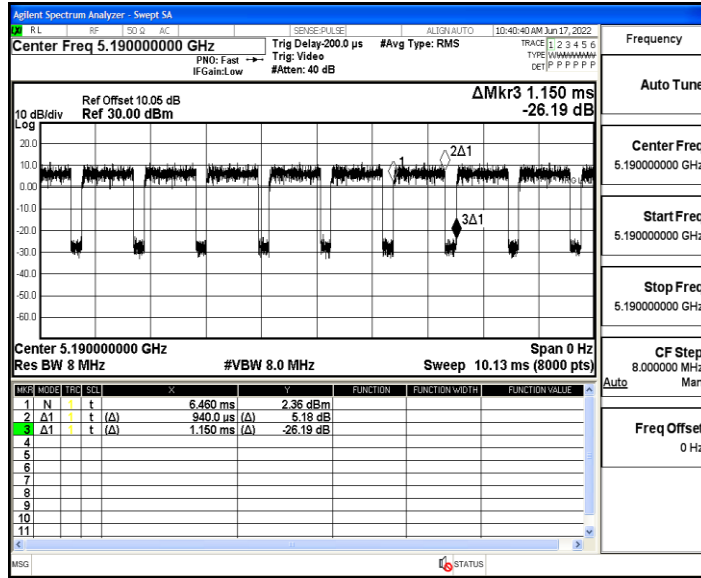 Agilent Spectrum Analyzer - Swept SA
RL RF 50 Ω AC SENSE:PULSE ALIGN AUTO 10:40:40 AM Jun 17, 2022
Center Freq 5.190000000 GHz
PNO: Fast
IFGain:Low
Trig Delay-200.0 µs
Trig: Video
#Atten: 40 dB
#Avg Type: RMS
TRACE 1 2 3 4 5 6
TYPE
DET P P P P P P
ΔMkr3 1.150 ms
-26.19 dB
Ref Offset 10.05 dB
10 dB/div Ref 30.00 dBm
Log
20.0
10.0
0.00
-10.0
-20.0
-30.0
-40.0
-50.0
-60.0
1
2Δ1
3Δ1
Center 5.190000000 GHz Span 0 Hz
Res BW 8 MHz #VBW 8.0 MHz Sweep 10.13 ms (8000 pts)
MKR MODE TRC SCL X Y FUNCTION FUNCTION WIDTH FUNCTION VALUE
1 N 1 t 6.460 ms 2.36 dBm
2 Δ1 1 t (Δ) 940.0 µs (Δ) 5.18 dB
3 Δ1 1 t (Δ) 1.150 ms (Δ) -26.19 dB
4
5
6
7
8
9
10
11
MSG STATUS
Frequency
Auto Tune
Center Freq
5.190000000 GHz
Start Freq
5.190000000 GHz
Stop Freq
5.190000000 GHz
CF Step
8.000000 MHz
Auto Man
Freq Offset
0 Hz